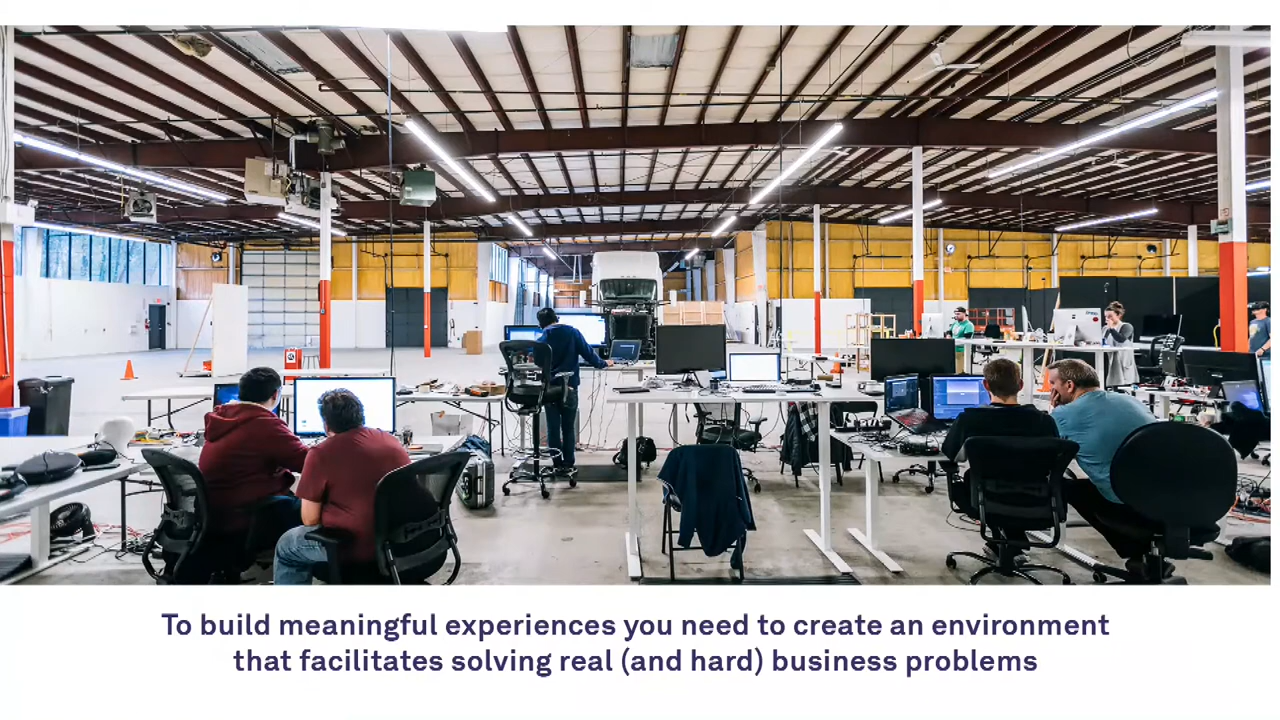 To build meaningful experiences you need to create an environment
that facilitates solving real (and hard) business problems